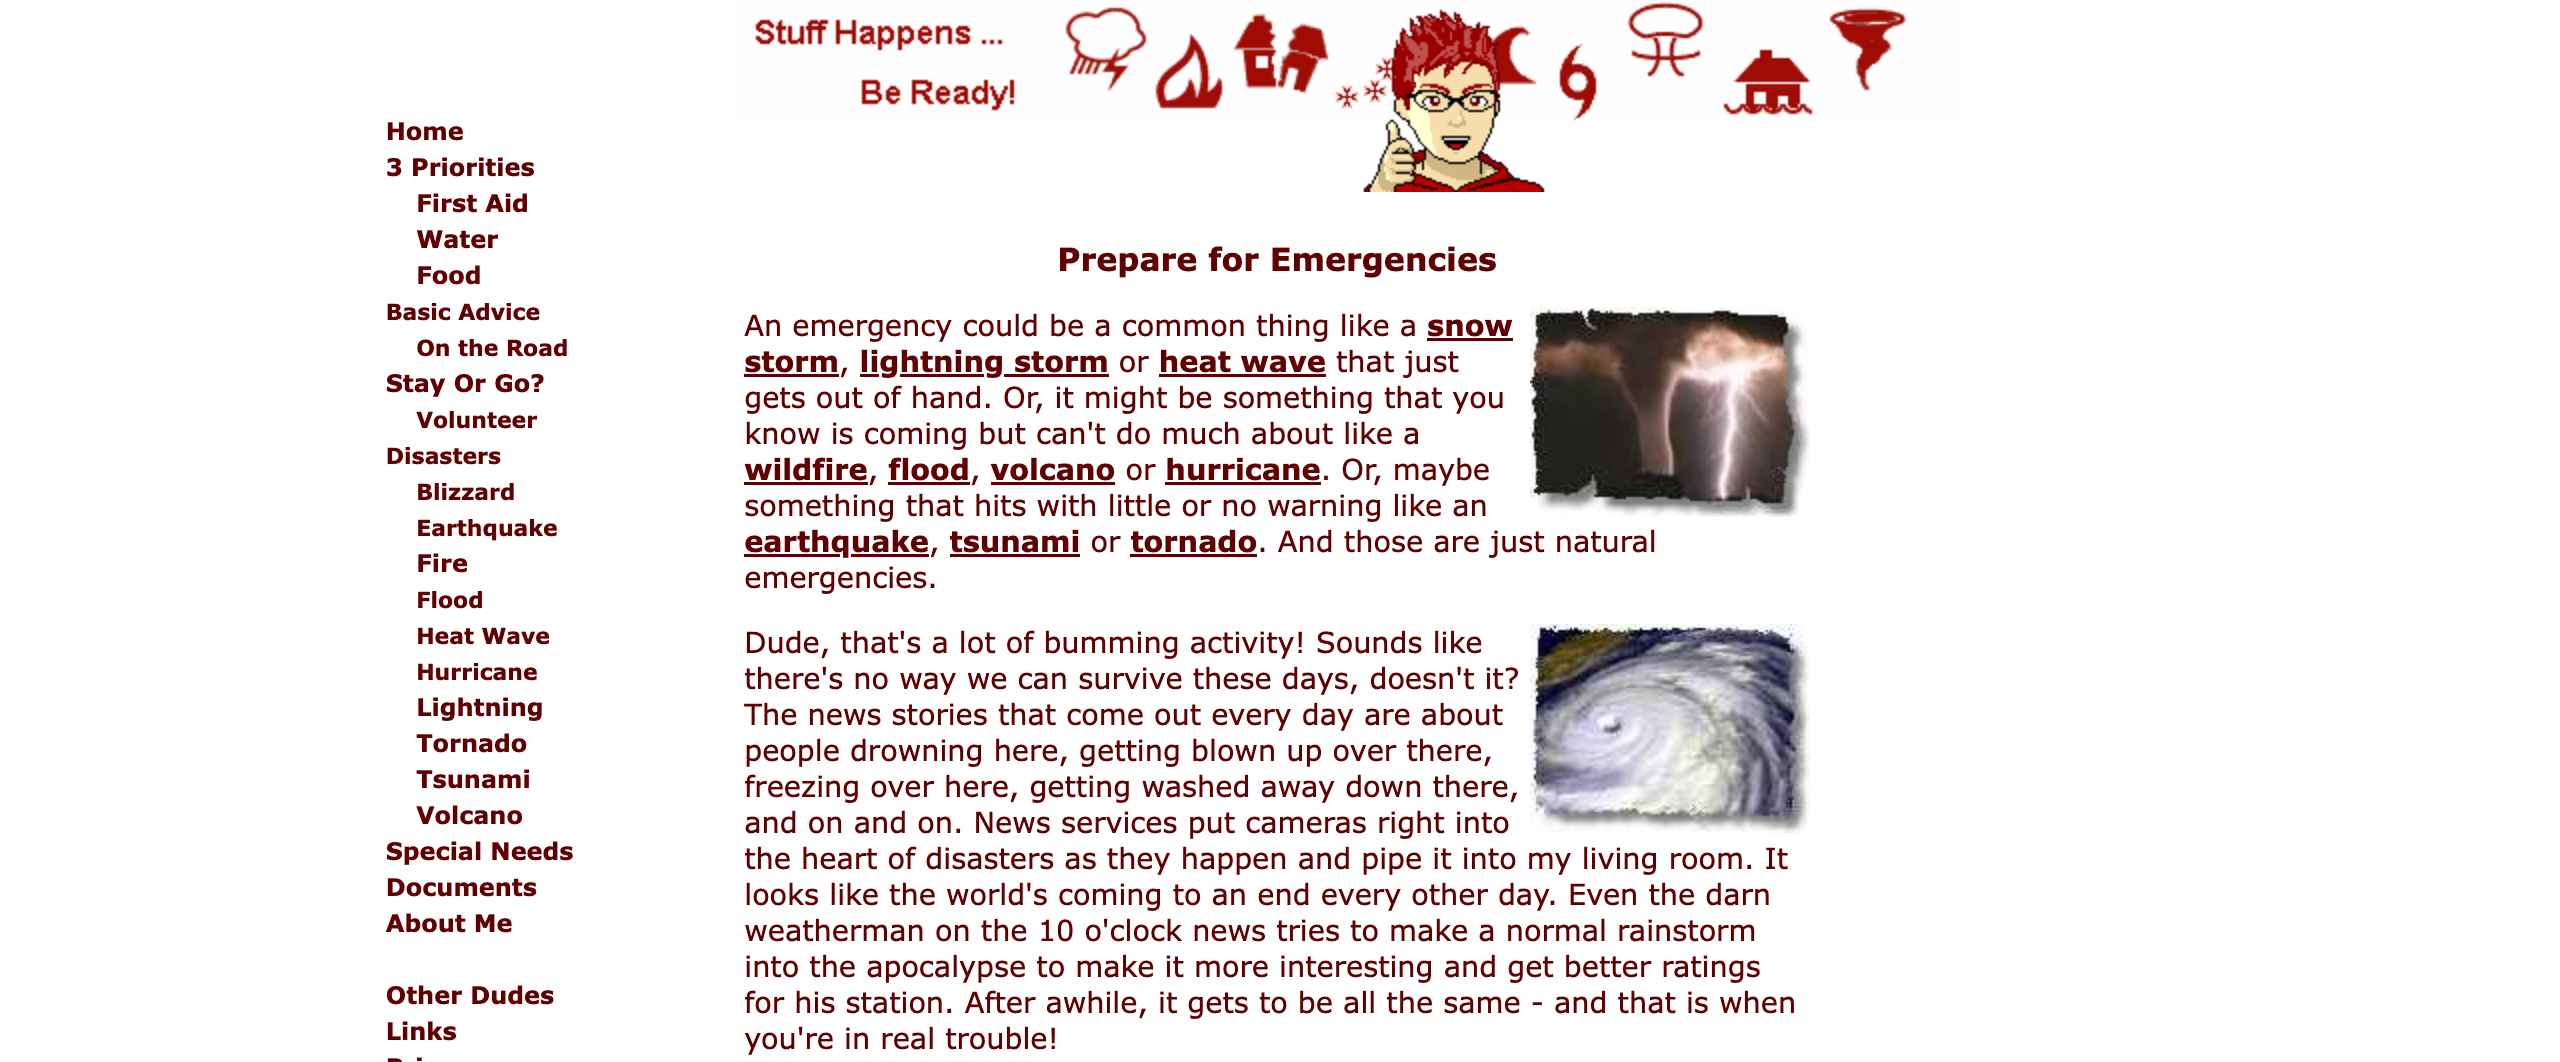 Stuff Happens ...
Be Ready!
Home
3 Priorities
First Aid
Water
Food
Basic Advice
On the Road
Stay Or Go?
Volunteer
Disasters
Blizzard
Earthquake
Fire
Flood
Heat Wave
Hurricane
Lightning
Tornado
Tsunami
Volcano
Special Needs
Documents
About Me
Other Dudes
Links
Prepare for Emergencies
An emergency could be a common thing like a snow
storm, lightning storm or heat wave that just
gets out of hand. Or, it might be something that you
know is coming but can't do much about like a
wildfire, flood, volcano or hurricane. Or, maybe
something that hits with little or no warning like an
earthquake, tsunami or tornado. And those are just natural
emergencies.
Dude, that's a lot of bumming activity! Sounds like
there's no way we can survive these days, doesn't it?
The news stories that come out every day are about
people drowning here, getting blown up over there,
freezing over here, getting washed away down there,
and on and on. News services put cameras right into
the heart of disasters as they happen and pipe it into my living room. It
looks like the world's coming to an end every other day. Even the darn
weatherman on the 10 o'clock news tries to make a normal rainstorm
into the apocalypse to make it more interesting and get better ratings
for his station. After awhile, it gets to be all the same - and that is when
you're in real trouble!